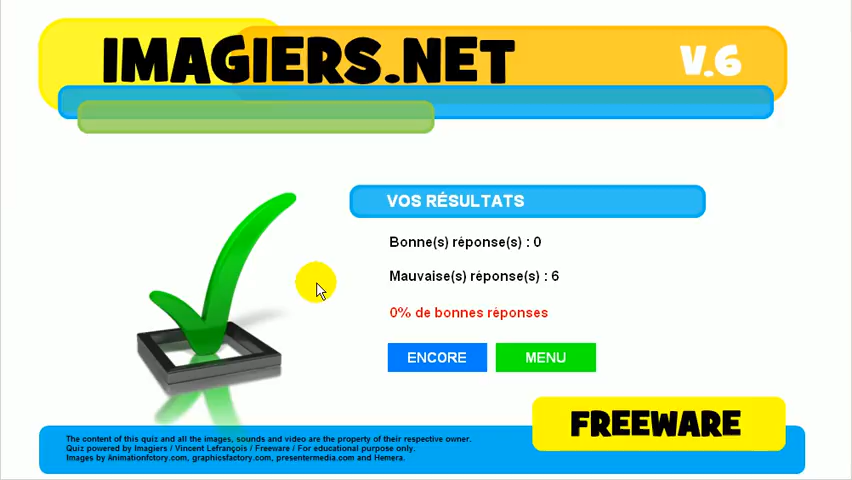 IMAGIERS.NET
V.6
VOS RÉSULTATS
Bonne(s) réponse(s) : 0
Mauvaise(s) réponse(s) : 6
0% de bonnes réponses
ENCORE
MENU
FREEWARE
The content of this quiz and all the images, sounds and video are the property of their respective owner.
Quiz powered by Imagiers / Vincent Lefrançois / Freeware / For educational purpose only.
Images by Animationfctory.com, graphicsfactory.com, presentermedia.com and Hemera.